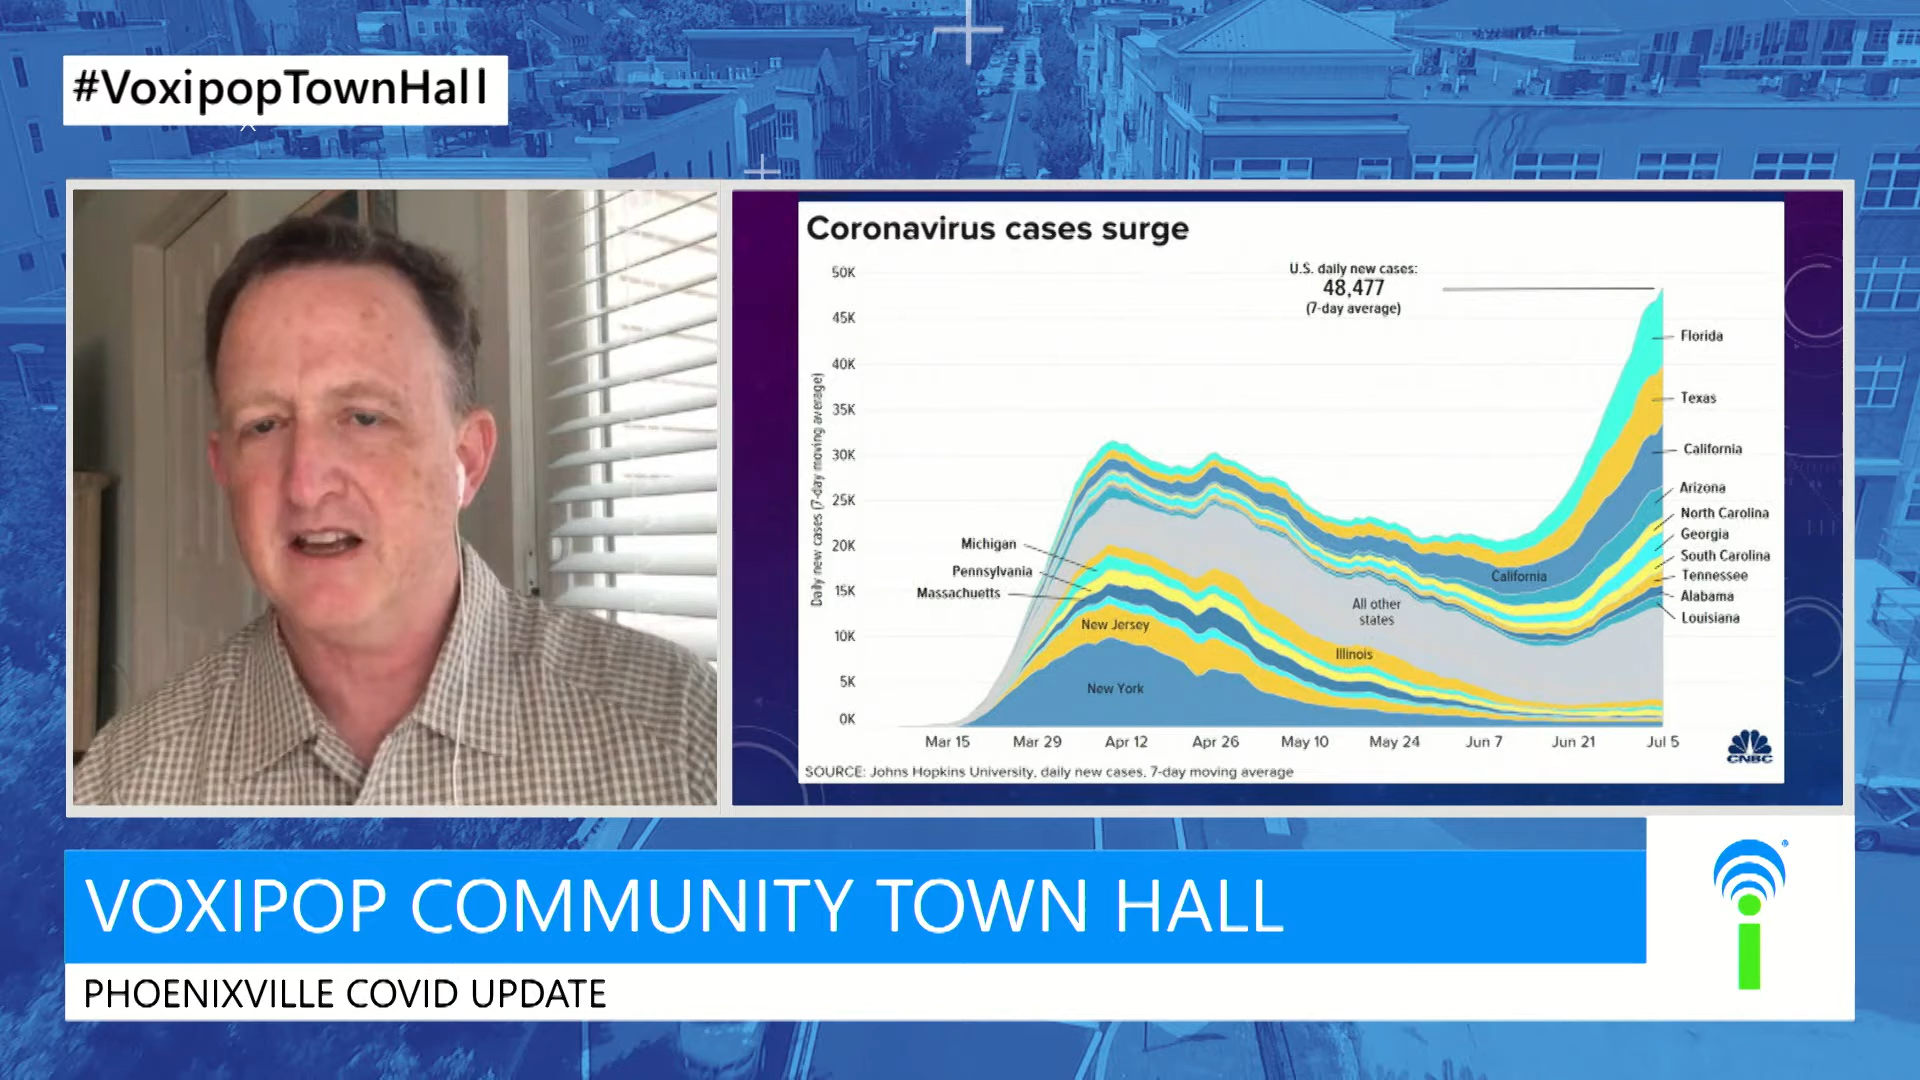 #VoxipopTownHall
Coronavirus cases surge
U.S. daily new cases:
48,477
(7-day average)
50K
45K
40K
35K
30K
25K
20K
15K
10K
5K
0K
Daily new cases (7-day moving average)
Florida
Texas
California
Arizona
North Carolina
Georgia
South Carolina
Tennessee
Alabama
Louisiana
Michigan
Pennsylvania
Massachuetts
New Jersey
New York
California
All other
states
Illinois
Mar 15 Mar 29 Apr 12 Apr 26 May 10 May 24 Jun 7 Jun 21 Jul 5
SOURCE: Johns Hopkins University, daily new cases, 7-day moving average
CNBC
VOXIPOP COMMUNITY TOWN HALL
PHOENIXVILLE COVID UPDATE